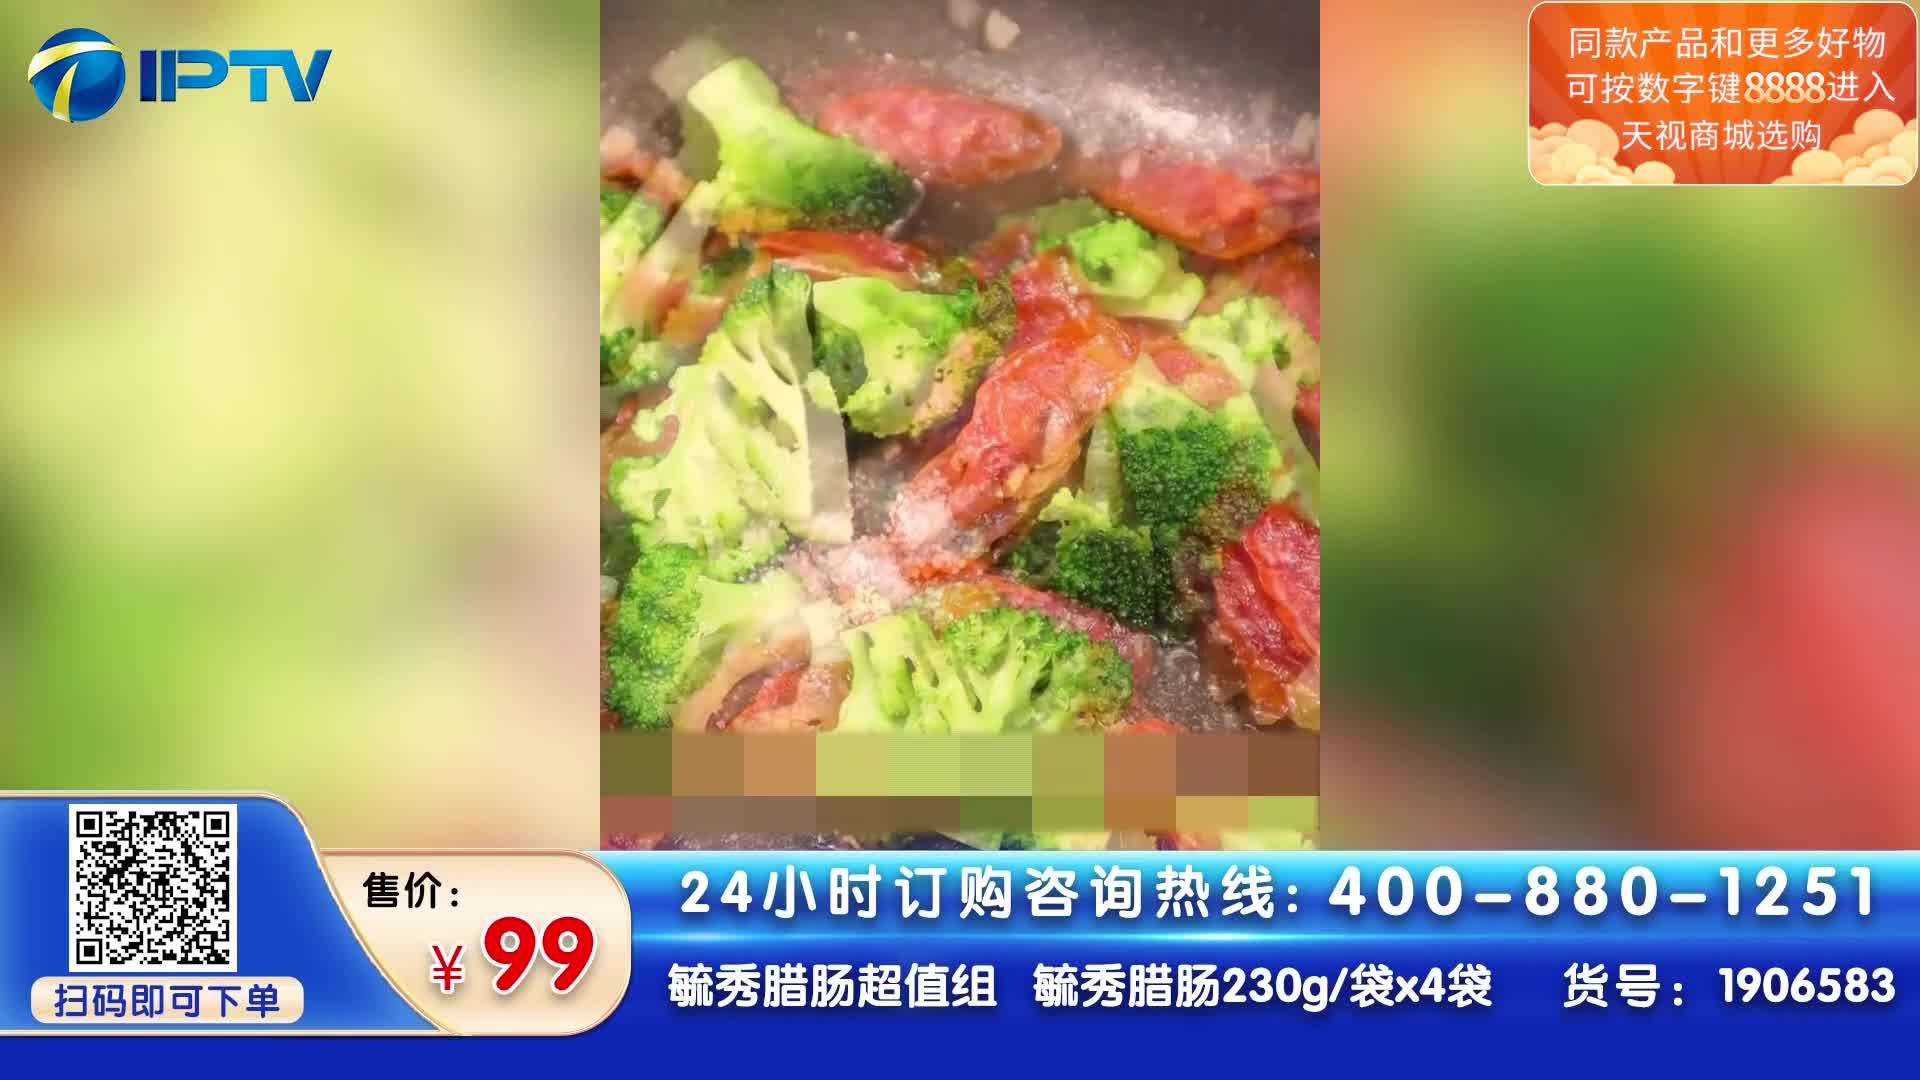 IPTV
同款产品和更多好物
可按数字键8888进入
天视商城选购
售价:
¥99
扫码即可下单
24小时订购咨询热线: 400-880-1251
毓秀腊肠超值组 毓秀腊肠230g/袋x4袋 货号: 1906583